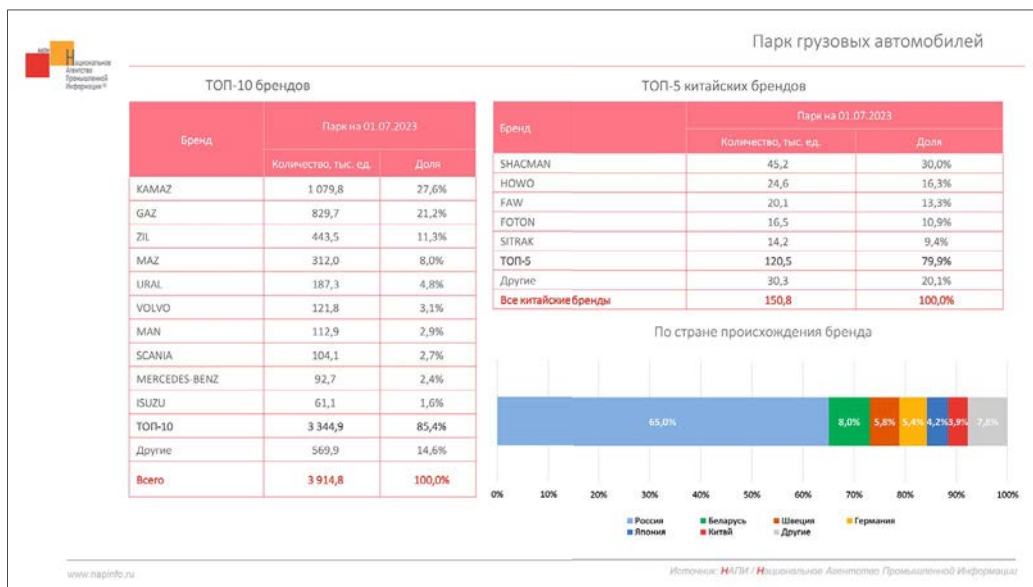 Парк грузовых автомобилей
НАПИ
Национальное
Агентство
Промышленной
Информации®
ТОП-10 брендов
Бренд Парк на 01.07.2023
Количество, тыс. ед. Доля
KAMAZ 1 079,8 27,6%
GAZ 829,7 21,2%
ZIL 443,5 11,3%
MAZ 312,0 8,0%
URAL 187,3 4,8%
VOLVO 121,8 3,1%
MAN 112,9 2,9%
SCANIA 104,1 2,7%
MERCEDES-BENZ 92,7 2,4%
ISUZU 61,1 1,6%
ТОП-10 3 344,9 85,4%
Другие 569,9 14,6%
Всего 3 914,8 100,0%
ТОП-5 китайских брендов
Бренд Парк на 01.07.2023
Количество, тыс. ед. Доля
SHACMAN 45,2 30,0%
HOWO 24,6 16,3%
FAW 20,1 13,3%
FOTON 16,5 10,9%
SITRAK 14,2 9,4%
ТОП-5 120,5 79,9%
Другие 30,3 20,1%
Все китайские бренды 150,8 100,0%
По стране происхождения бренда
65,0% 8,0% 5,8% 5,4% 4,2% 3,9% 7,8%
0% 10% 20% 30% 40% 50% 60% 70% 80% 90% 100%
Россия Беларусь Швеция Германия
Япония Китай Другие
www.napinfo.ru
Источник: НАПИ / Национальное Агентство Промышленной Информации